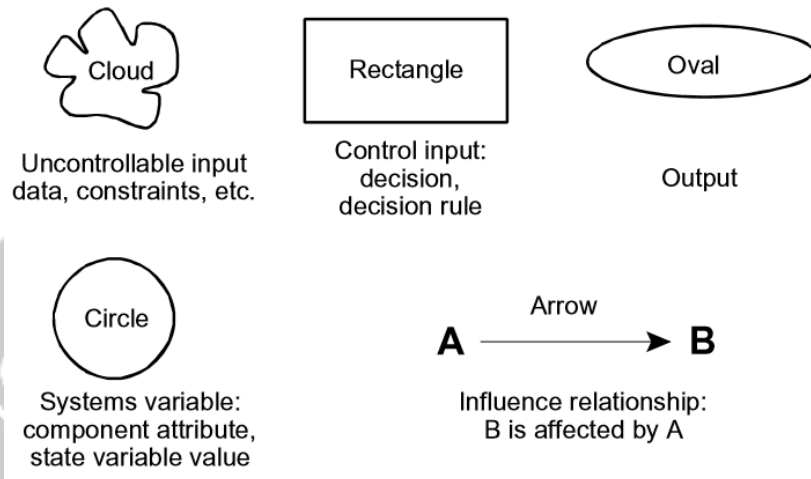 Cloud
Rectangle
Oval
Uncontrollable input
data, constraints, etc.
Control input:
decision,
decision rule
Output
Circle
Arrow
A
B
Systems variable:
component attribute,
state variable value
Influence relationship:
B is affected by A